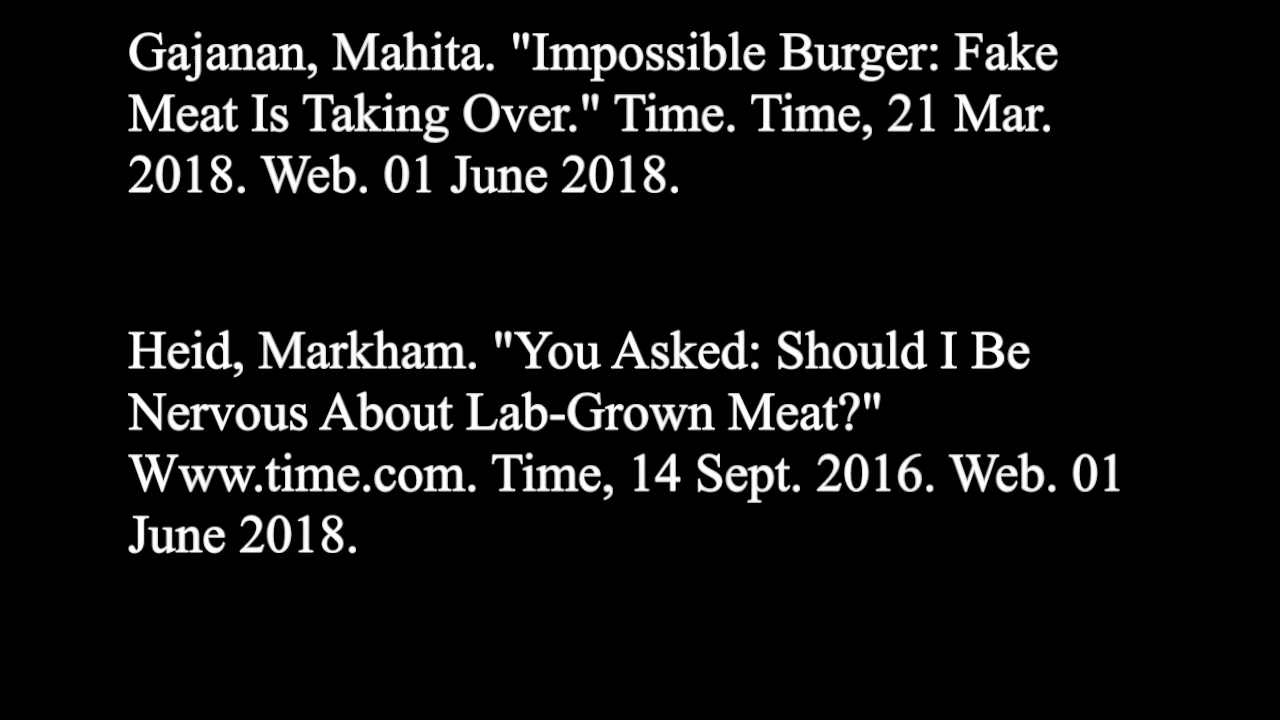 Gajanan, Mahita. "Impossible Burger: Fake
Meat Is Taking Over." Time. Time, 21 Mar.
2018. Web. 01 June 2018.
Heid, Markham. "You Asked: Should I Be
Nervous About Lab-Grown Meat?"
Www.time.com. Time, 14 Sept. 2016. Web. 01
June 2018.